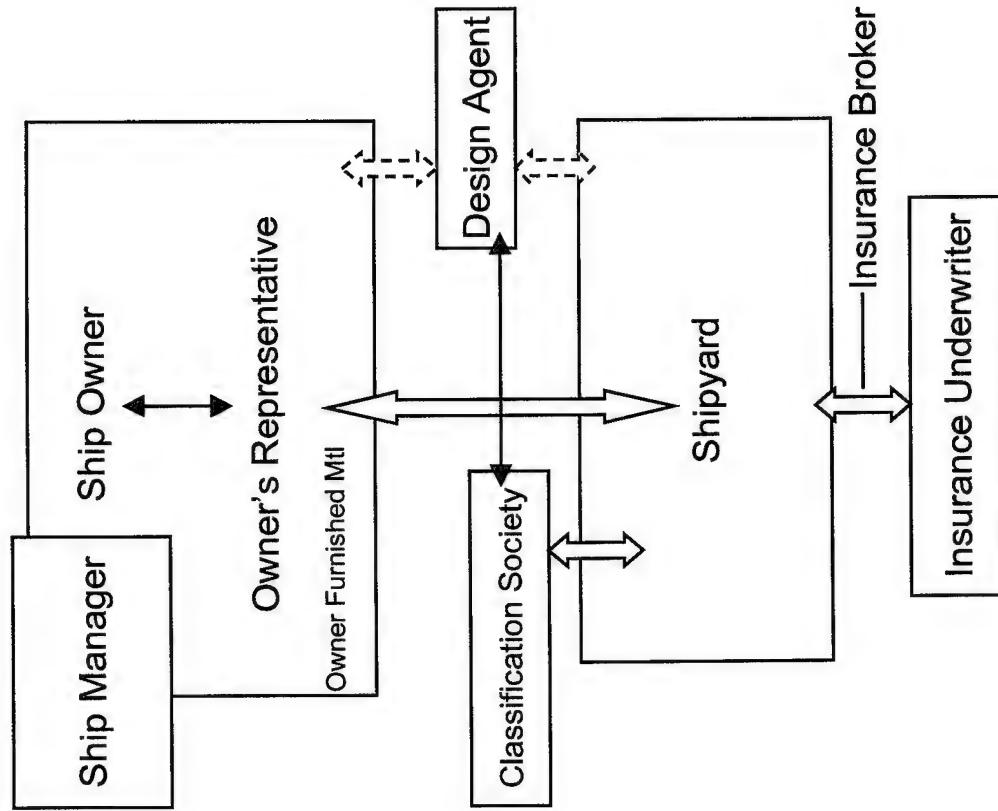 Ship Manager
Ship Owner
Owner's Representative
Owner Furnished Mtl
Classification Society
Design Agent
Shipyard
Insurance Broker
Insurance Underwriter